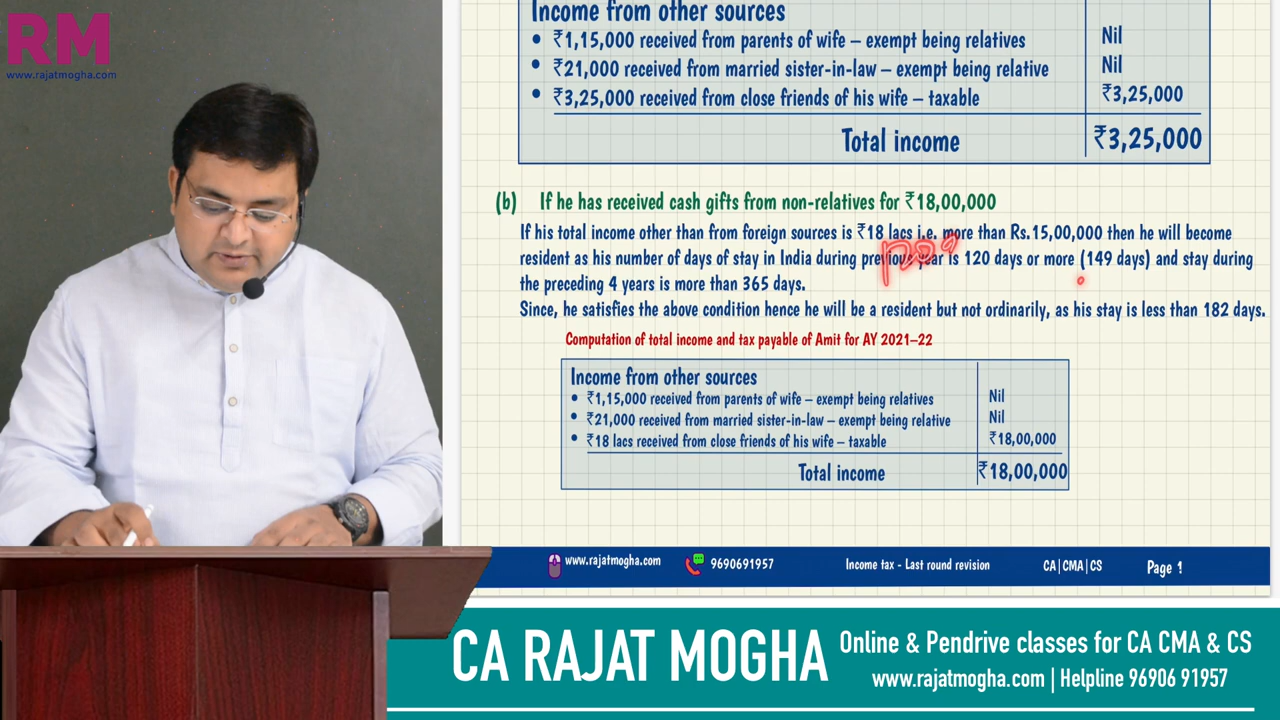 RM
www.rajatmogha.com
Income from other sources
• ₹1,15,000 received from parents of wife – exempt being relatives Nil
• ₹21,000 received from married sister-in-law – exempt being relative Nil
• ₹3,25,000 received from close friends of his wife – taxable ₹3,25,000
Total income ₹3,25,000
(b) If he has received cash gifts from non-relatives for ₹18,00,000
If his total income other than from foreign sources is ₹18 lacs i.e. more than Rs.15,00,000 then he will become
resident as his number of days of stay in India during previous year is 120 days or more (149 days) and stay during
the preceding 4 years is more than 365 days.
Since, he satisfies the above condition hence he will be a resident but not ordinarily, as his stay is less than 182 days.
Computation of total income and tax payable of Amit for AY 2021–22
Income from other sources
• ₹1,15,000 received from parents of wife – exempt being relatives Nil
• ₹21,000 received from married sister-in-law – exempt being relative Nil
• ₹18 lacs received from close friends of his wife – taxable ₹18,00,000
Total income ₹18,00,000
www.rajatmogha.com 9690691957 Income tax - Last round revision CA|CMA|CS Page 1
CA RAJAT MOGHA
Online & Pendrive classes for CA CMA & CS
www.rajatmogha.com | Helpline 96906 91957